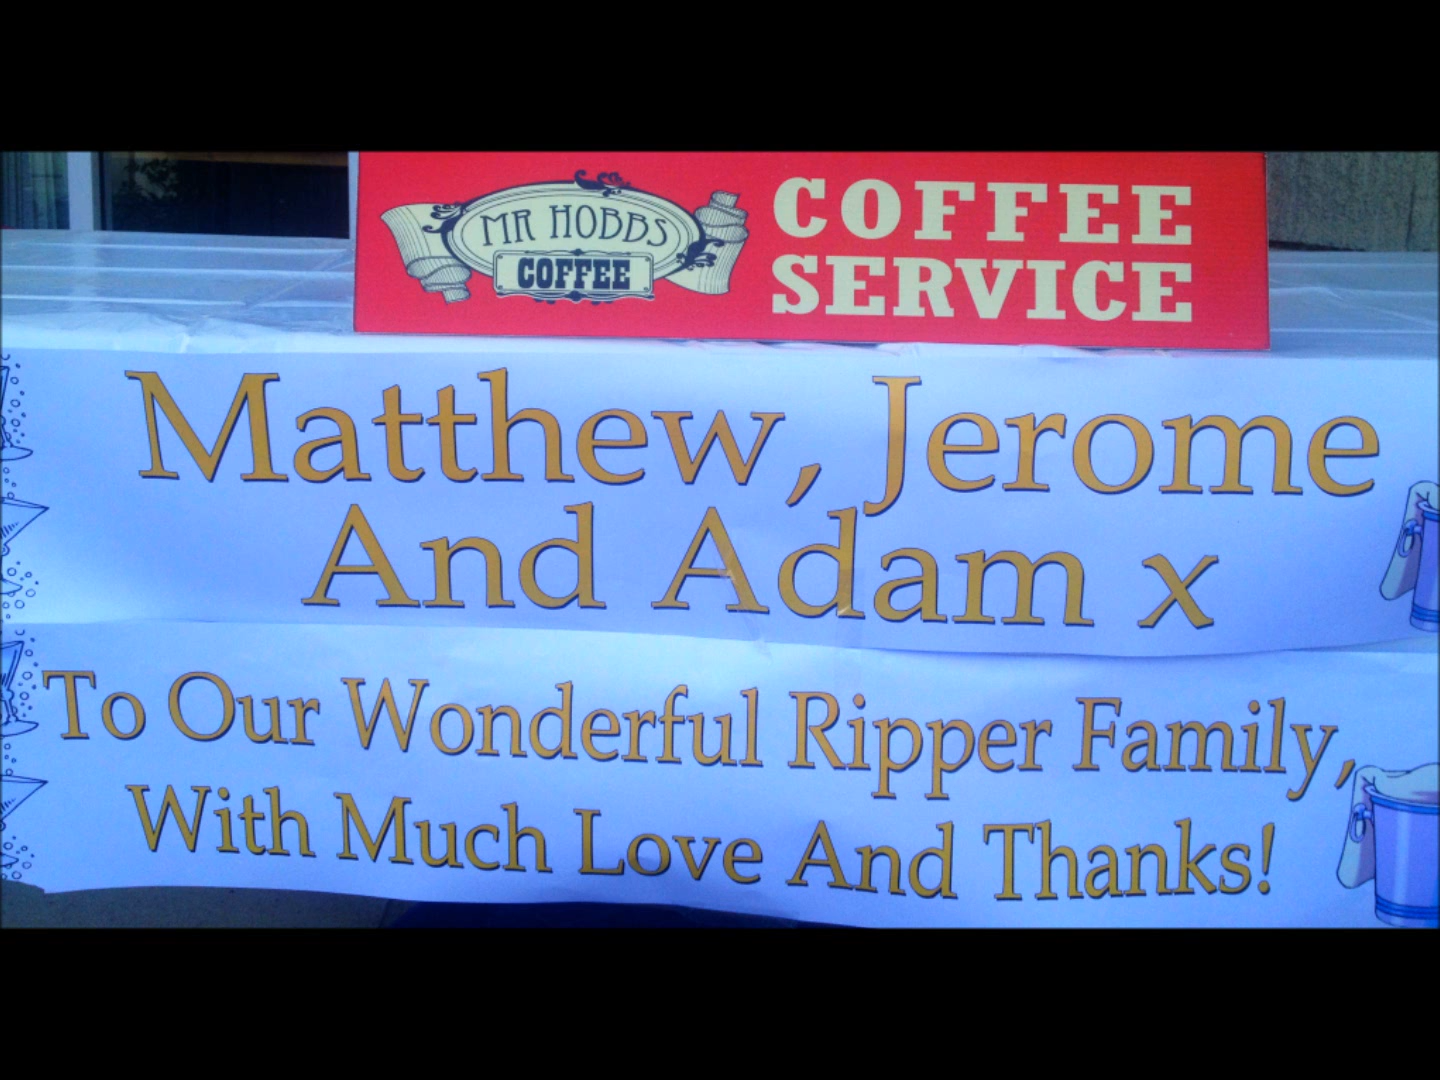 MR HOBBS
COFFEE
COFFEE
SERVICE
Matthew, Jerome
And Adam x
To Our Wonderful Ripper Family,
With Much Love And Thanks!